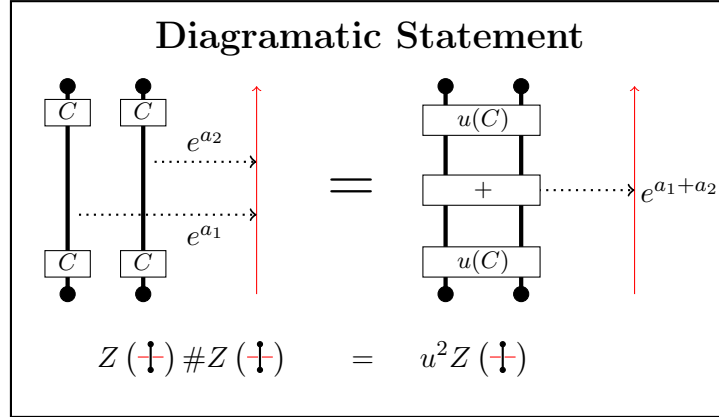 Diagramatic Statement
C C u(C)
e^{a_2}
= + e^{a_1+a_2}
e^{a_1}
C C u(C)
Z ( ) #Z ( ) = u^2 Z ( )